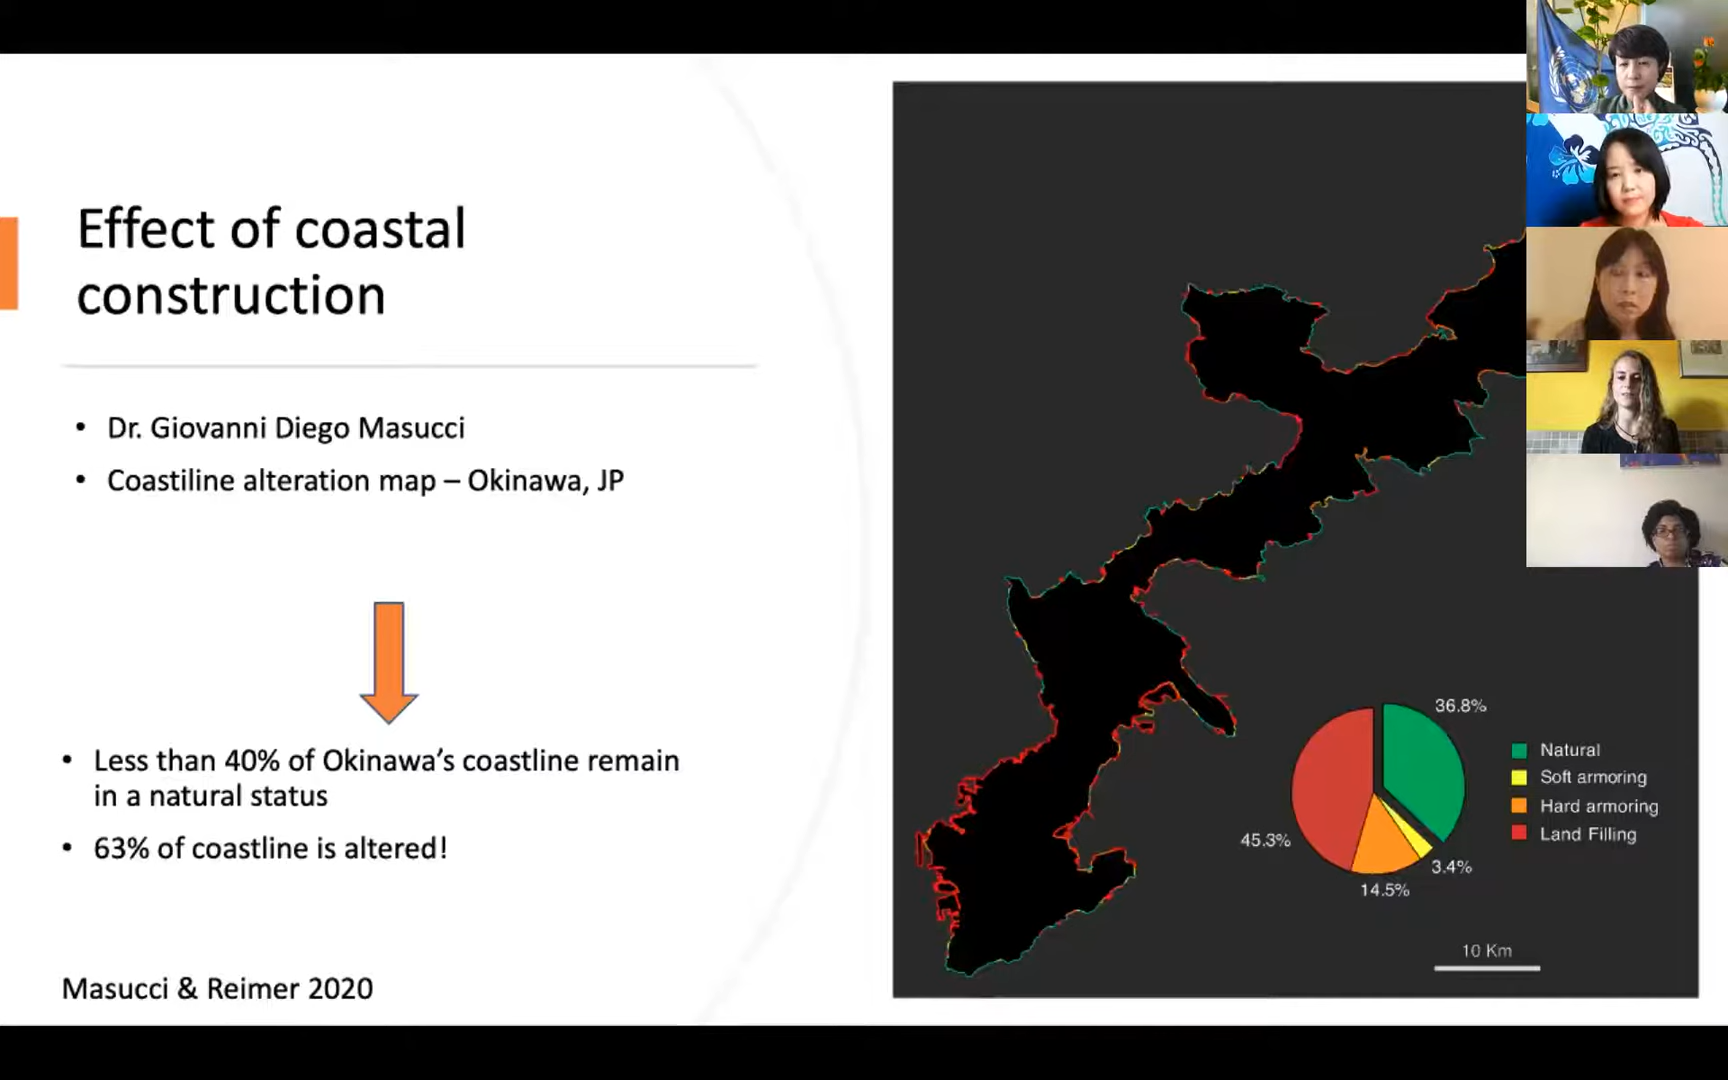 Effect of coastal
construction
• Dr. Giovanni Diego Masucci
• Coastiline alteration map – Okinawa, JP
• Less than 40% of Okinawa's coastline remain
in a natural status
• 63% of coastline is altered!
Masucci & Reimer 2020
36.8%
45.3%
3.4%
14.5%
Natural
Soft armoring
Hard armoring
Land Filling
10 Km